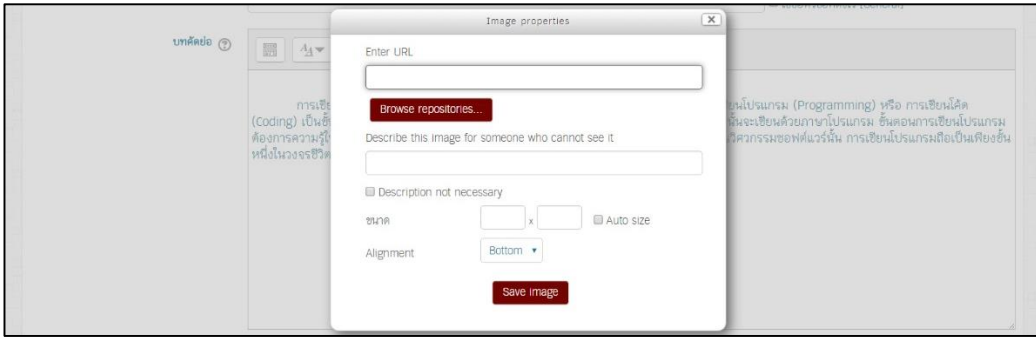 Image properties
บทคัดย่อ
Enter URL
Browse repositories...
การเขีย
ขียนโปรแกรม (Programming) หรือ การเขียนโค้ด
(Coding) เป็นขั้
นั้นจะเขียนด้วยภาษาโปรแกรม ขั้นตอนการเขียนโปรแกรม
Describe this image for someone who cannot see it
ต้องการความรู้ใ
วิศวกรรมซอฟต์แวร์นั้น การเขียนโปรแกรมถือเป็นเพียงขั้น
หนึ่งในวงจรชีวิต
Description not necessary
ขนาด x Auto size
Alignment Bottom
Save image